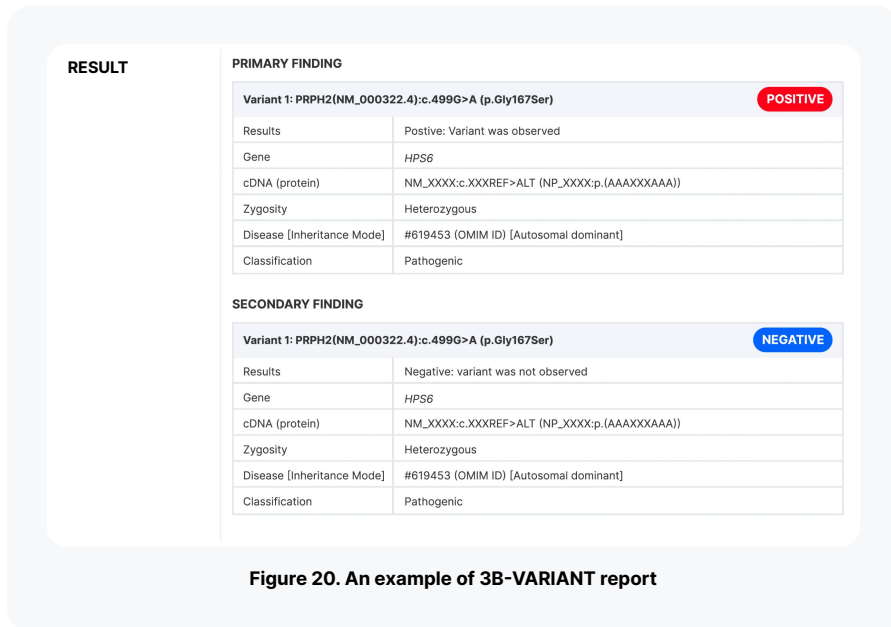 RESULT
PRIMARY FINDING
Variant 1: PRPH2(NM_000322.4):c.499G>A (p.Gly167Ser) POSITIVE
Results Postive: Variant was observed
Gene HPS6
cDNA (protein) NM_XXXX:c.XXXREF>ALT (NP_XXXX:p.(AAAXXXAAA))
Zygosity Heterozygous
Disease [Inheritance Mode] #619453 (OMIM ID) [Autosomal dominant]
Classification Pathogenic
SECONDARY FINDING
Variant 1: PRPH2(NM_000322.4):c.499G>A (p.Gly167Ser) NEGATIVE
Results Negative: variant was not observed
Gene HPS6
cDNA (protein) NM_XXXX:c.XXXREF>ALT (NP_XXXX:p.(AAAXXXAAA))
Zygosity Heterozygous
Disease [Inheritance Mode] #619453 (OMIM ID) [Autosomal dominant]
Classification Pathogenic
Figure 20. An example of 3B-VARIANT report